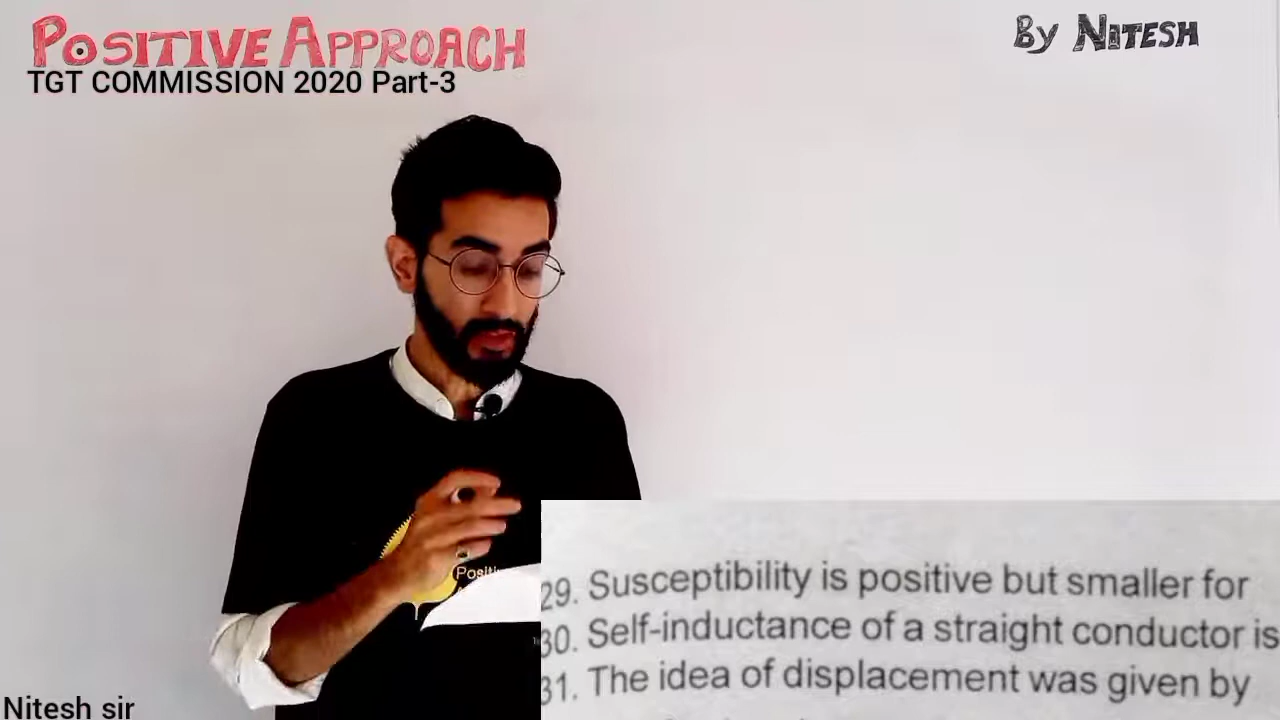 POSITIVE APPROACH
By NITESH
TGT COMMISSION 2020 Part-3
29. Susceptibility is positive but smaller for
30. Self-inductance of a straight conductor is
31. The idea of displacement was given by
Nitesh sir